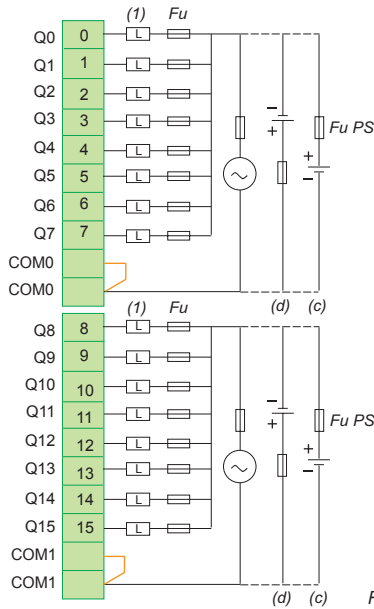 (1) Fu
Q0 0 L
Q1 1 L
Q2 2 L
Q3 3 L
Q4 4 L
Q5 5 L
Q6 6 L
Q7 7 L
COM0
COM0
− + + − Fu PS
(d) (c)
(1) Fu
Q8 8 L
Q9 9 L
Q10 10 L
Q11 11 L
Q12 12 L
Q13 13 L
Q14 14 L
Q15 15 L
COM1
COM1
− + + − Fu PS
(d) (c)